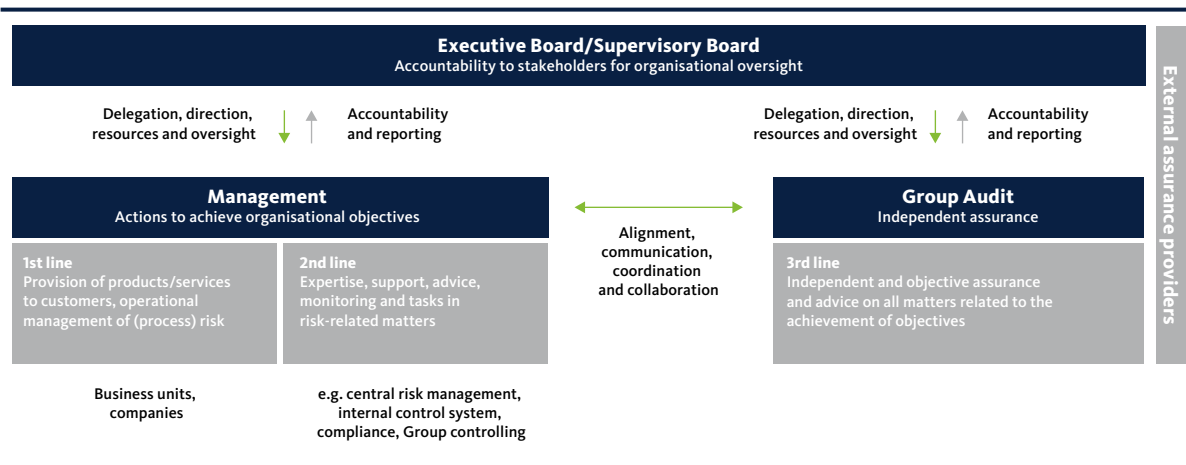 Executive Board/Supervisory Board
Accountability to stakeholders for organisational oversight
Delegation, direction,
resources and oversight
Accountability
and reporting
Delegation, direction,
resources and oversight
Accountability
and reporting
Management
Actions to achieve organisational objectives
Alignment,
communication,
coordination
and collaboration
Group Audit
Independent assurance
1st line
Provision of products/services
to customers, operational
management of (process) risk
2nd line
Expertise, support, advice,
monitoring and tasks in
risk-related matters
3rd line
Independent and objective assurance
and advice on all matters related to the
achievement of objectives
Business units,
companies
e.g. central risk management,
internal control system,
compliance, Group controlling
External assurance providers